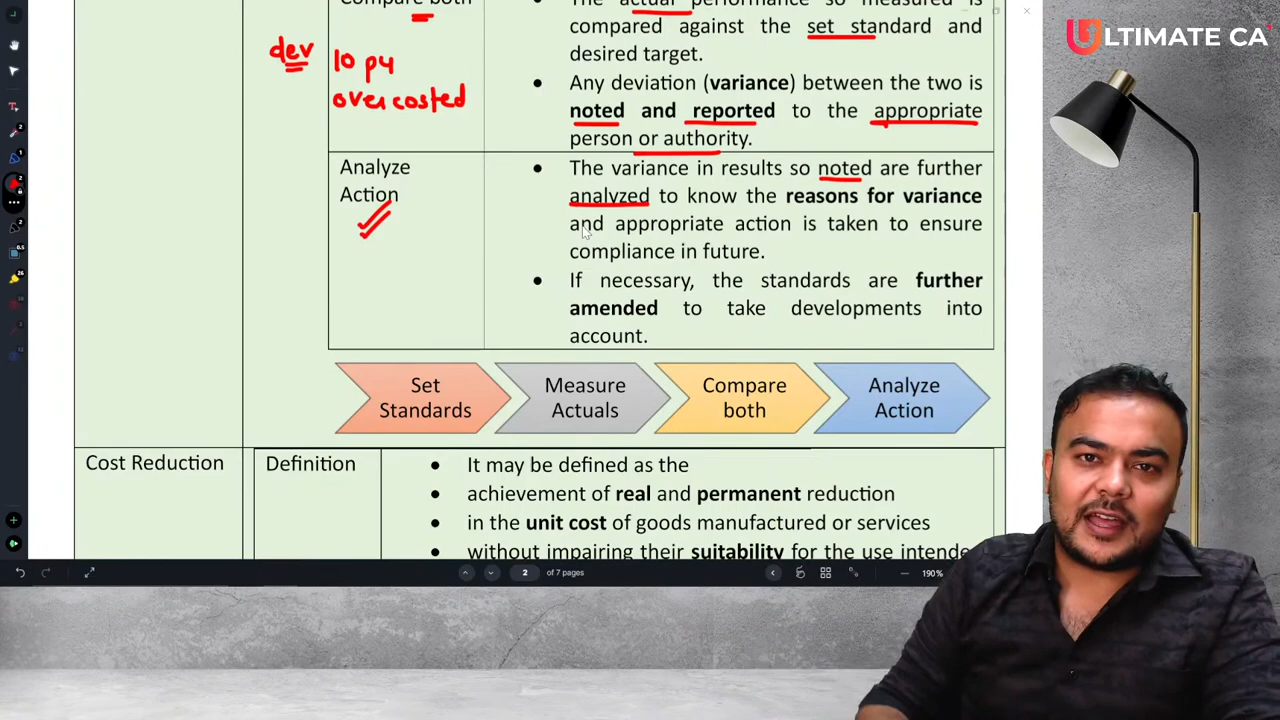 Compare both
The actual performance so measured is
compared against the set standard and
desired target.
dev
10 py
over costed
Any deviation (variance) between the two is
noted and reported to the appropriate
person or authority.
Analyze
Action
The variance in results so noted are further
analyzed to know the reasons for variance
and appropriate action is taken to ensure
compliance in future.
If necessary, the standards are further
amended to take developments into
account.
Set
Standards
Measure
Actuals
Compare
both
Analyze
Action
Cost Reduction
Definition
It may be defined as the
achievement of real and permanent reduction
in the unit cost of goods manufactured or services
without impairing their suitability for the use intende
2
of 7 pages
190%
ULTIMATE CA